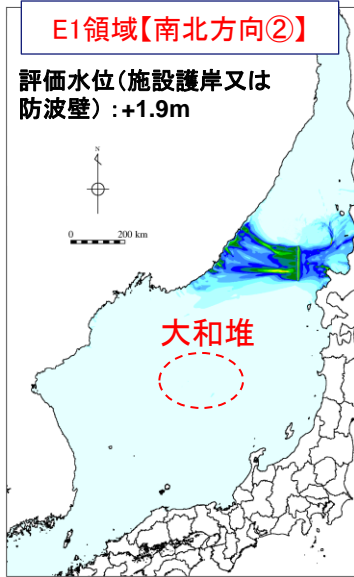 E1領域【南北方向②】
評価水位(施設護岸又は
防波壁）:+1.9m
N
0 200 km
大和堆